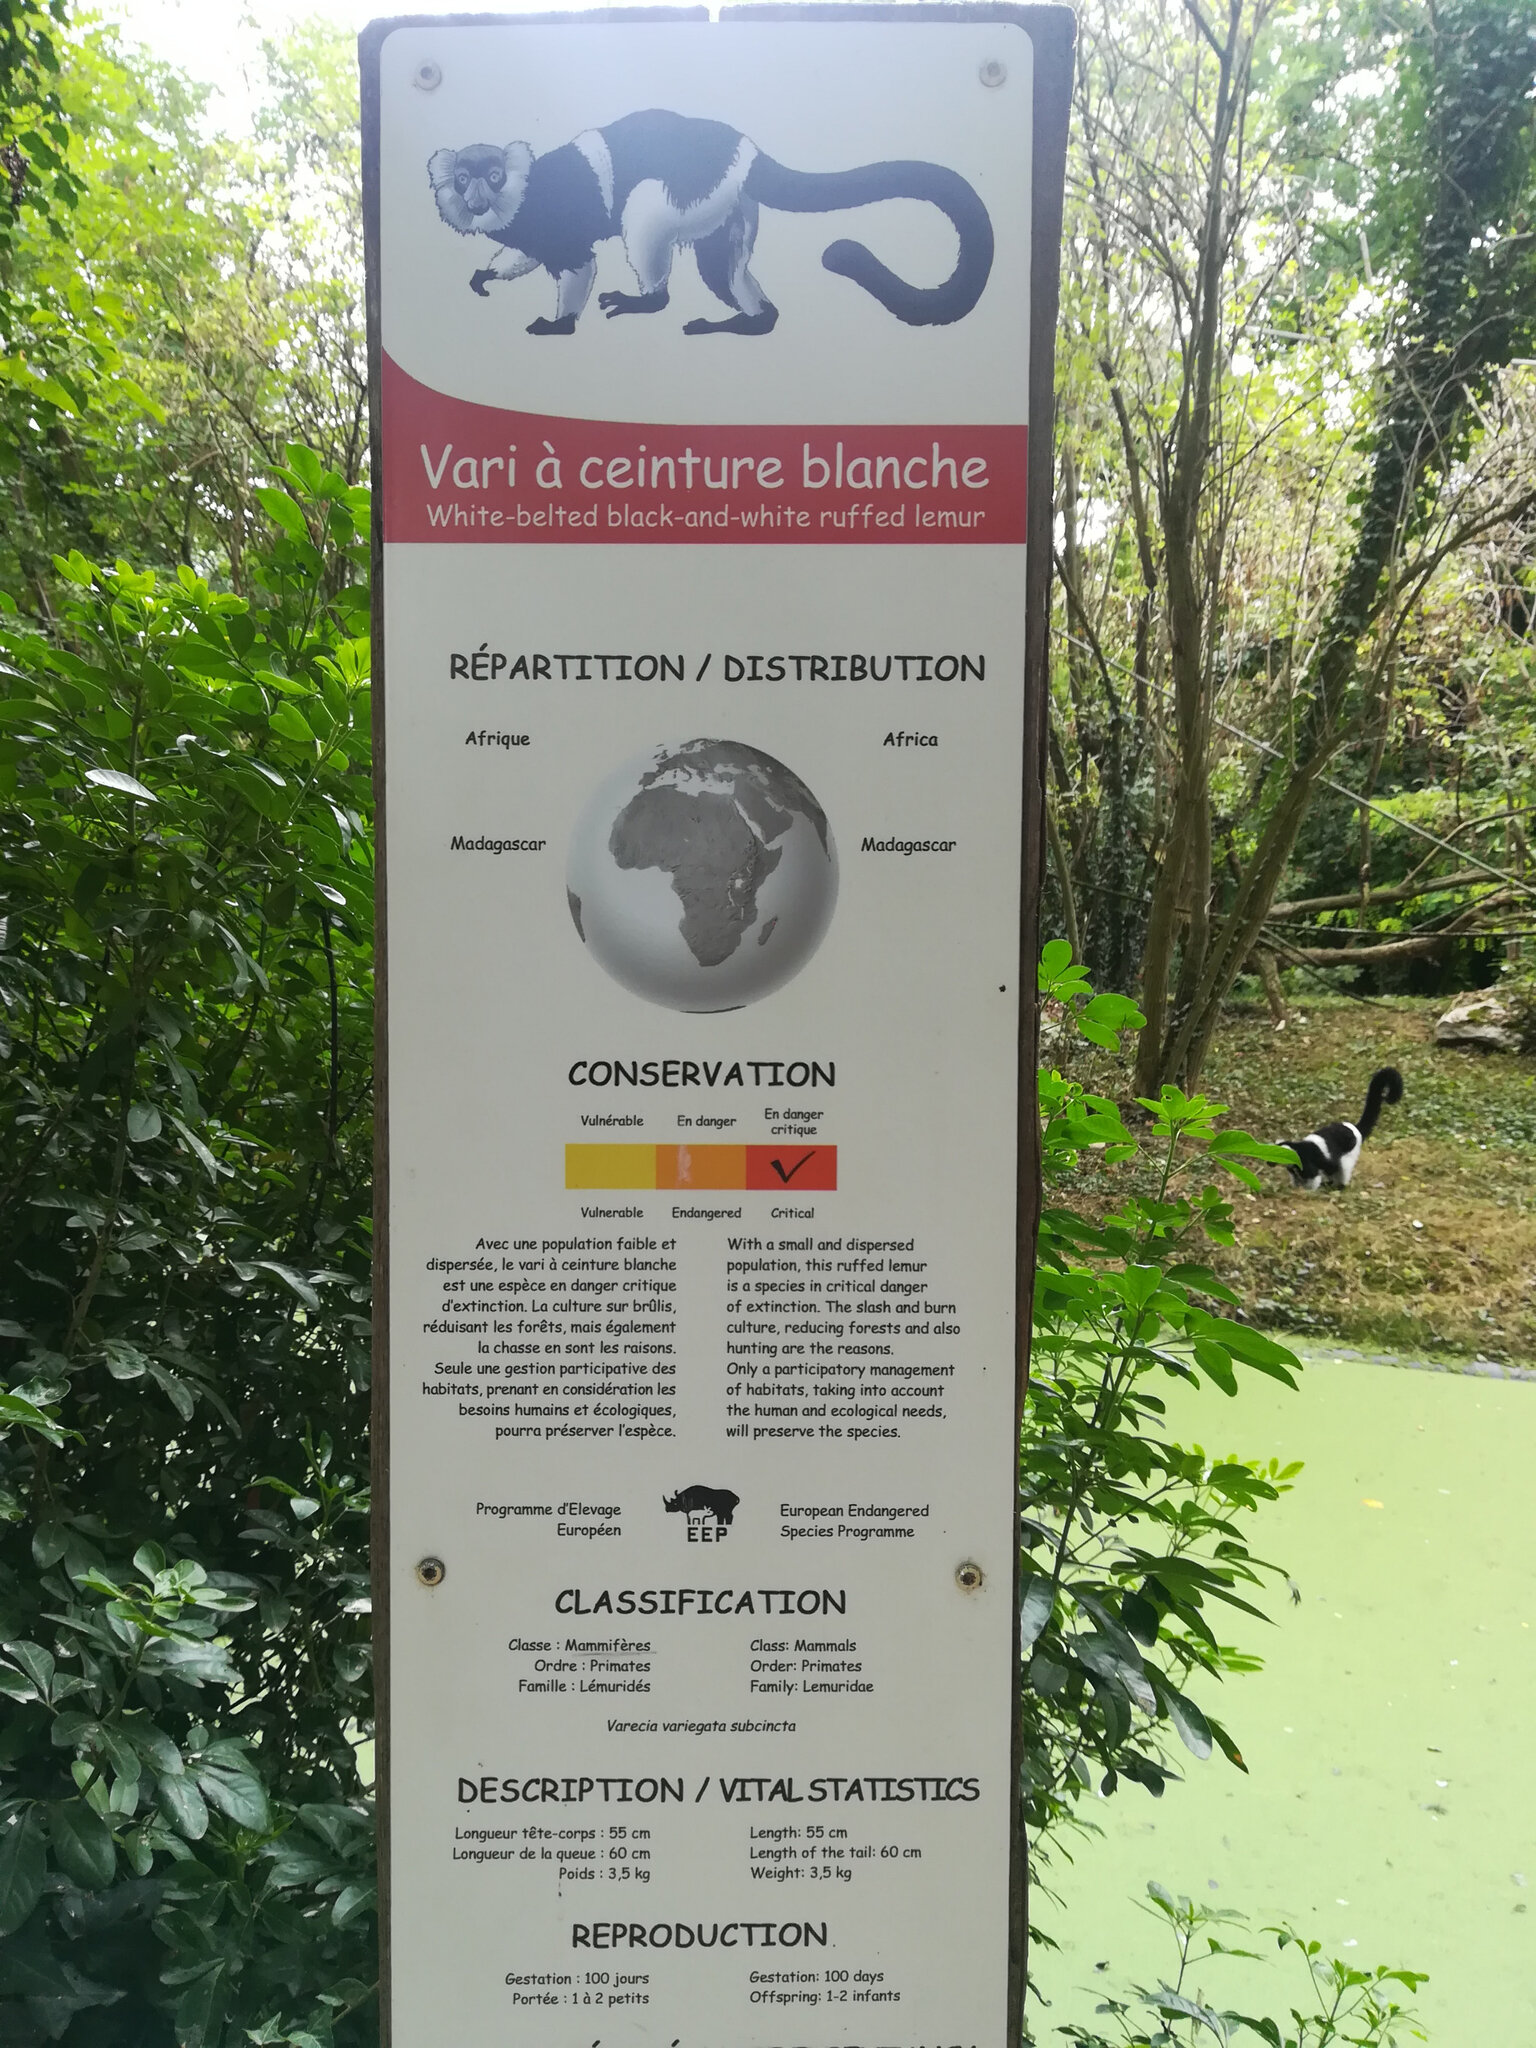 Vari à ceinture blanche
White-belted black-and-white ruffed lemur
RÉPARTITION / DISTRIBUTION
Afrique
Africa
Madagascar
Madagascar
CONSERVATION
Vulnérable
En danger
En danger
critique
Vulnerable
Endangered
Critical
Avec une population faible et
dispersée, le vari à ceinture blanche
est une espèce en danger critique
d'extinction. La culture sur brûlis,
réduisant les forêts, mais également
la chasse en sont les raisons.
Seule une gestion participative des
habitats, prenant en considération les
besoins humains et écologiques,
pourra préserver l'espèce.
With a small and dispersed
population, this ruffed lemur
is a species in critical danger
of extinction. The slash and burn
culture, reducing forests and also
hunting are the reasons.
Only a participatory management
of habitats, taking into account
the human and ecological needs,
will preserve the species.
Programme d'Elevage
Européen
EEP
European Endangered
Species Programme
CLASSIFICATION
Classe : Mammifères
Ordre : Primates
Famille : Lémuridés
Class: Mammals
Order: Primates
Family: Lemuridae
Varecia variegata subcincta
DESCRIPTION / VITAL STATISTICS
Longueur tête-corps : 55 cm
Longueur de la queue : 60 cm
Poids : 3,5 kg
Length: 55 cm
Length of the tail: 60 cm
Weight: 3,5 kg
REPRODUCTION
Gestation : 100 jours
Portée : 1 à 2 petits
Gestation: 100 days
Offspring: 1-2 infants